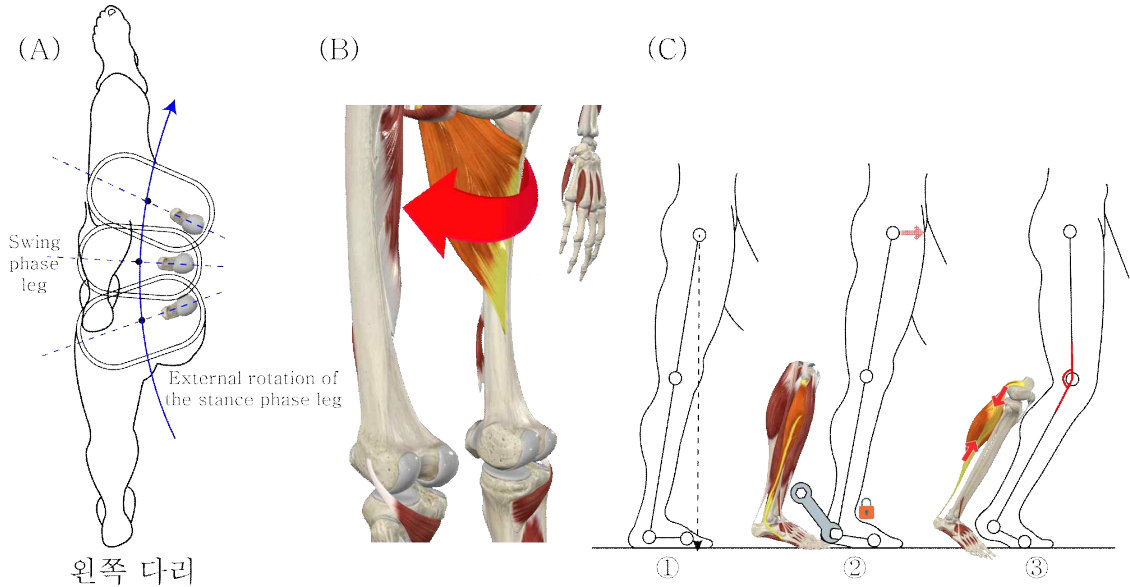 (A)
(B)
(C)
Swing
phase
leg
External rotation of
the stance phase leg
왼쪽 다리
①
②
③